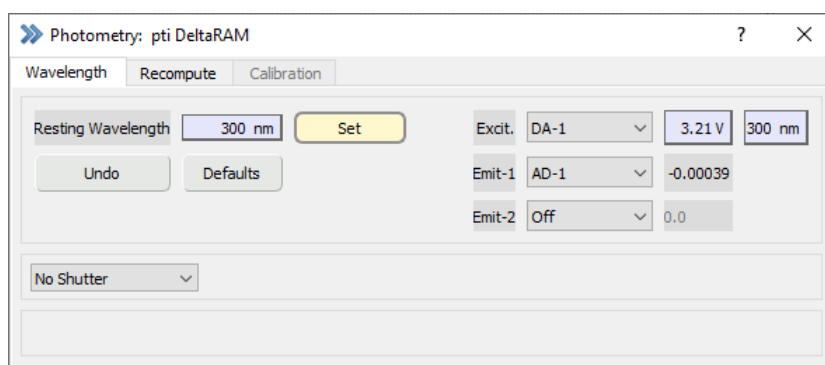 Photometry: pti DeltaRAM ?
Wavelength Recompute Calibration
Resting Wavelength 300 nm Set Excit. DA-1 3.21 V 300 nm
Undo Defaults Emit-1 AD-1 -0.00039
Emit-2 Off 0.0
No Shutter